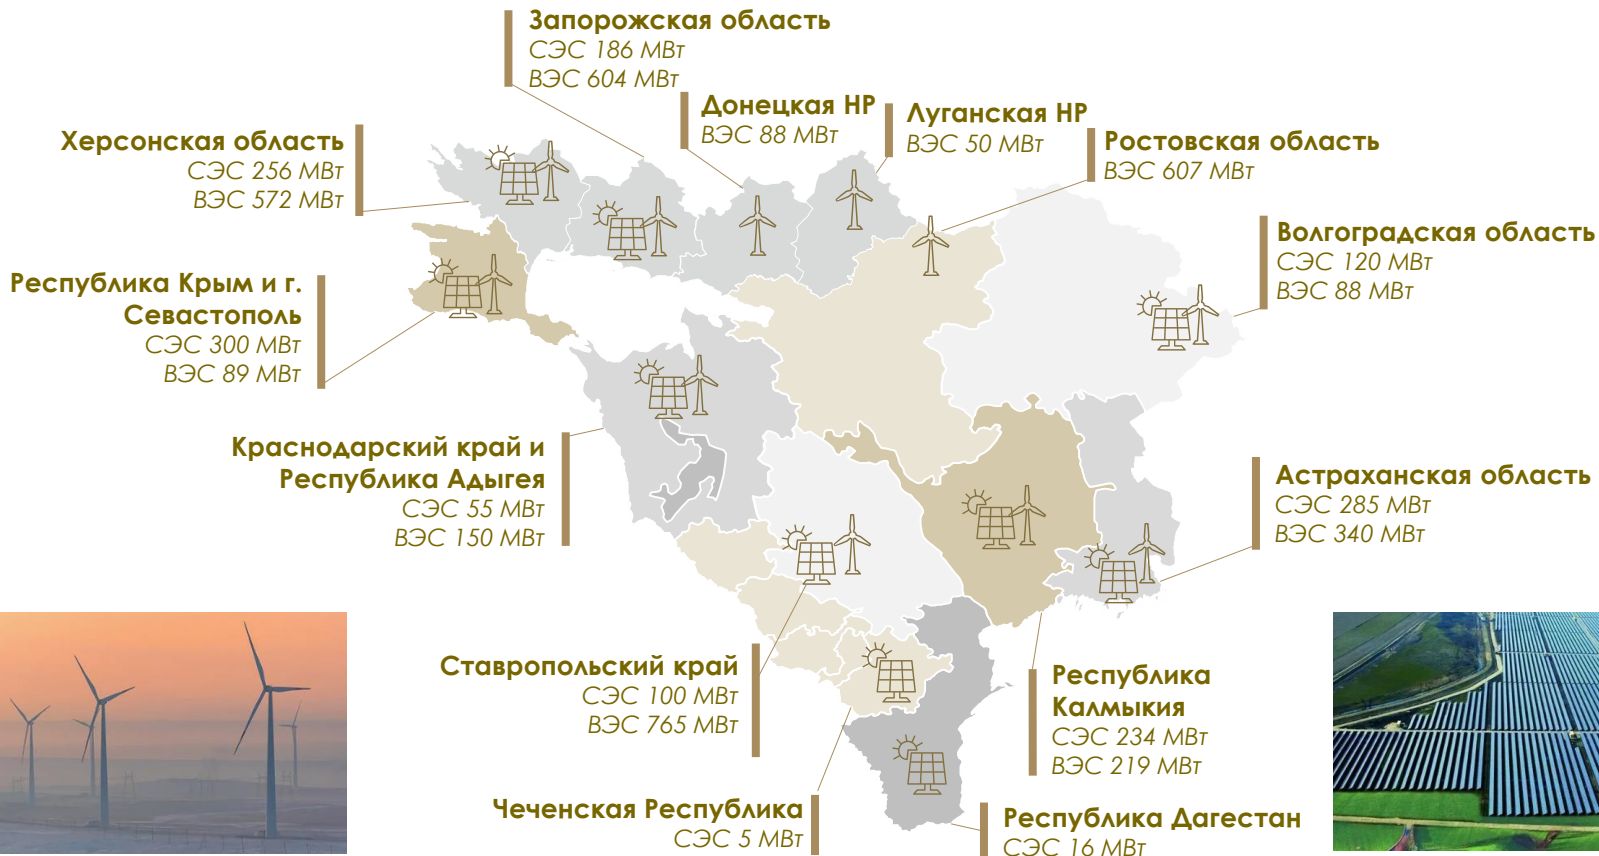 Запорожская область
СЭС 186 МВт
ВЭС 604 МВт
Донецкая НР
ВЭС 88 МВт
Луганская НР
ВЭС 50 МВт
Ростовская область
ВЭС 607 МВт
Херсонская область
СЭС 256 МВт
ВЭС 572 МВт
Волгоградская область
СЭС 120 МВт
ВЭС 88 МВт
Республика Крым и г.
Севастополь
СЭС 300 МВт
ВЭС 89 МВт
Краснодарский край и
Республика Адыгея
СЭС 55 МВт
ВЭС 150 МВт
Астраханская область
СЭС 285 МВт
ВЭС 340 МВт
Ставропольский край
СЭС 100 МВт
ВЭС 765 МВт
Республика
Калмыкия
СЭС 234 МВт
ВЭС 219 МВт
Чеченская Республика
СЭС 5 МВт
Республика Дагестан
СЭС 16 МВт